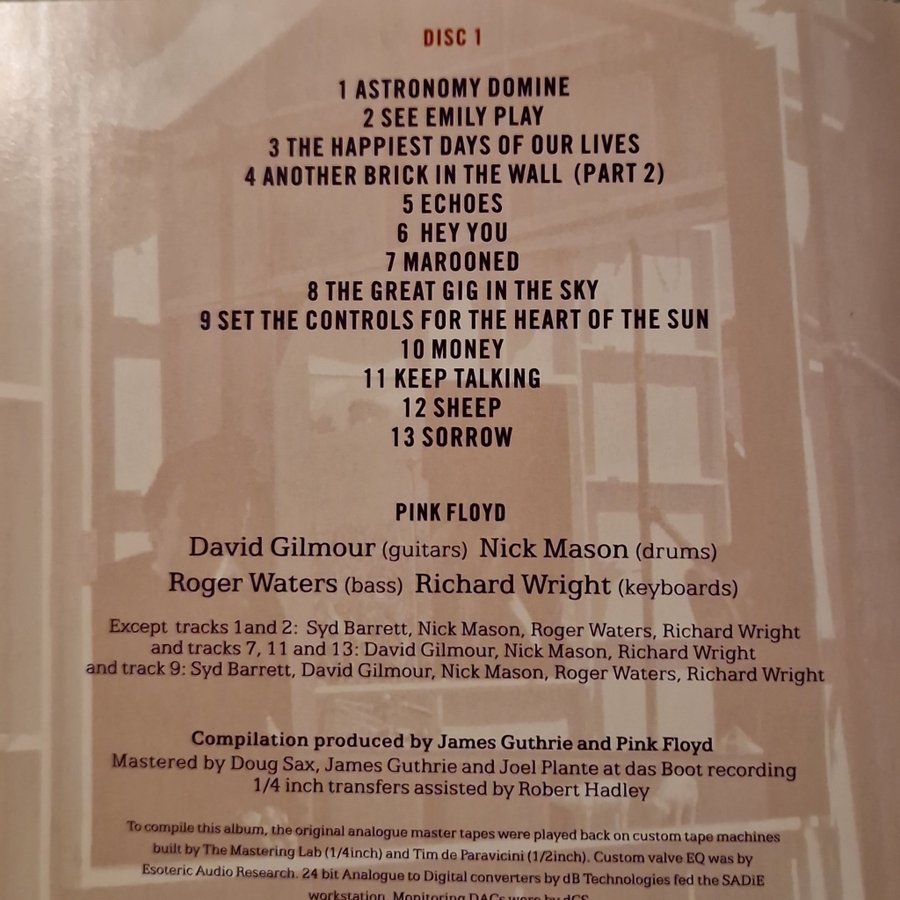 DISC 1
1 ASTRONOMY DOMINE
2 SEE EMILY PLAY
3 THE HAPPIEST DAYS OF OUR LIVES
4 ANOTHER BRICK IN THE WALL (PART 2)
5 ECHOES
6 HEY YOU
7 MAROONED
8 THE GREAT GIG IN THE SKY
9 SET THE CONTROLS FOR THE HEART OF THE SUN
10 MONEY
11 KEEP TALKING
12 SHEEP
13 SORROW
PINK FLOYD
David Gilmour (guitars) Nick Mason (drums)
Roger Waters (bass) Richard Wright (keyboards)
Except tracks 1and 2: Syd Barrett, Nick Mason, Roger Waters, Richard Wright
and tracks 7, 11 and 13: David Gilmour, Nick Mason, Richard Wright
and track 9: Syd Barrett, David Gilmour, Nick Mason, Roger Waters, Richard Wright
Compilation produced by James Guthrie and Pink Floyd
Mastered by Doug Sax, James Guthrie and Joel Plante at das Boot recording
1/4 inch transfers assisted by Robert Hadley
To compile this album, the original analogue master tapes were played back on custom tape machines
built by The Mastering Lab (1/4inch) and Tim de Paravicini (1/2inch). Custom valve EQ was by
Esoteric Audio Research. 24 bit Analogue to Digital converters by dB Technologies fed the SADiE
workstation. Monitoring DACs were by dCS